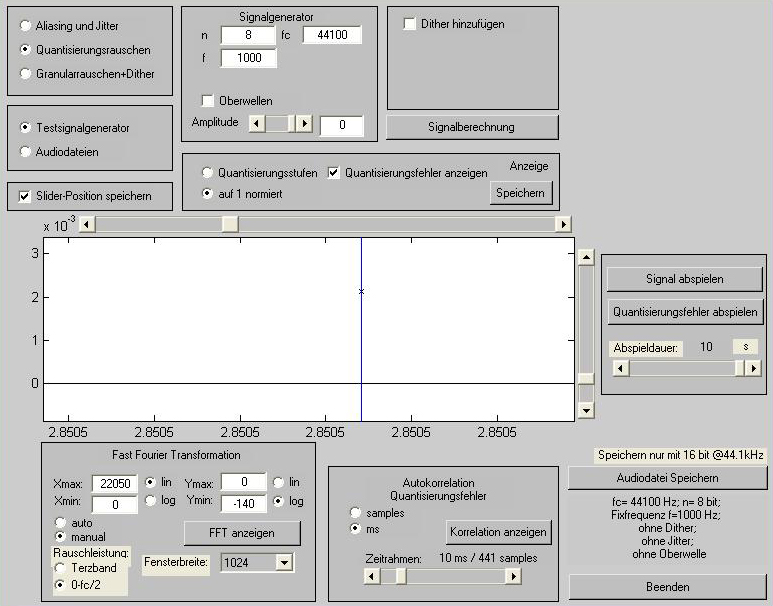 Aliasing und Jitter
Quantisierungsrauschen
Granularrauschen+Dither
Testsignalgenerator
Audiodateien
Slider-Position speichern
Signalgenerator
n 8 fc 44100
f 1000
Oberwellen
Amplitude 0
Dither hinzufügen
Signalberechnung
Anzeige
Quantisierungsstufen Quantisierungsfehler anzeigen
auf 1 normiert Speichern
x 10-3
3
2
1
0
2.8505 2.8505 2.8505 2.8505 2.8505 2.8505
Signal abspielen
Quantisierungsfehler abspielen
Abspieldauer: 10 s
Fast Fourier Transformation
Xmax: 22050 lin Ymax: 0 lin
Xmin: 0 log Ymin: -140 log
auto
manual FFT anzeigen
Rauschleistung:
Terzband Fensterbreite: 1024
0-fc/2
Autokorrelation
Quantisierungsfehler
samples
ms Korrelation anzeigen
Zeitrahmen: 10 ms / 441 samples
Speichern nur mit 16 bit @44.1kHz
Audiodatei Speichern
fc= 44100 Hz; n= 8 bit;
Fixfrequenz f=1000 Hz;
ohne Dither;
ohne Jitter;
ohne Oberwelle
Beenden